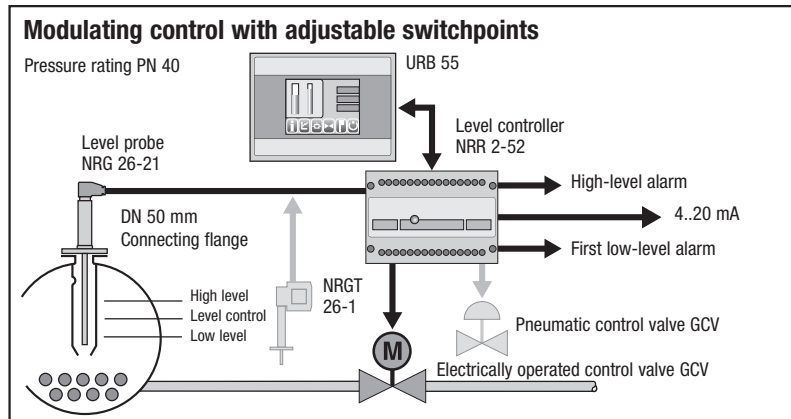 Modulating control with adjustable switchpoints
Pressure rating PN 40
URB 55
Level probe
NRG 26-21
Level controller
NRR 2-52
High-level alarm
DN 50 mm
Connecting flange
4..20 mA
First low-level alarm
High level
Level control
Low level
NRGT
26-1
Pneumatic control valve GCV
M
Electrically operated control valve GCV